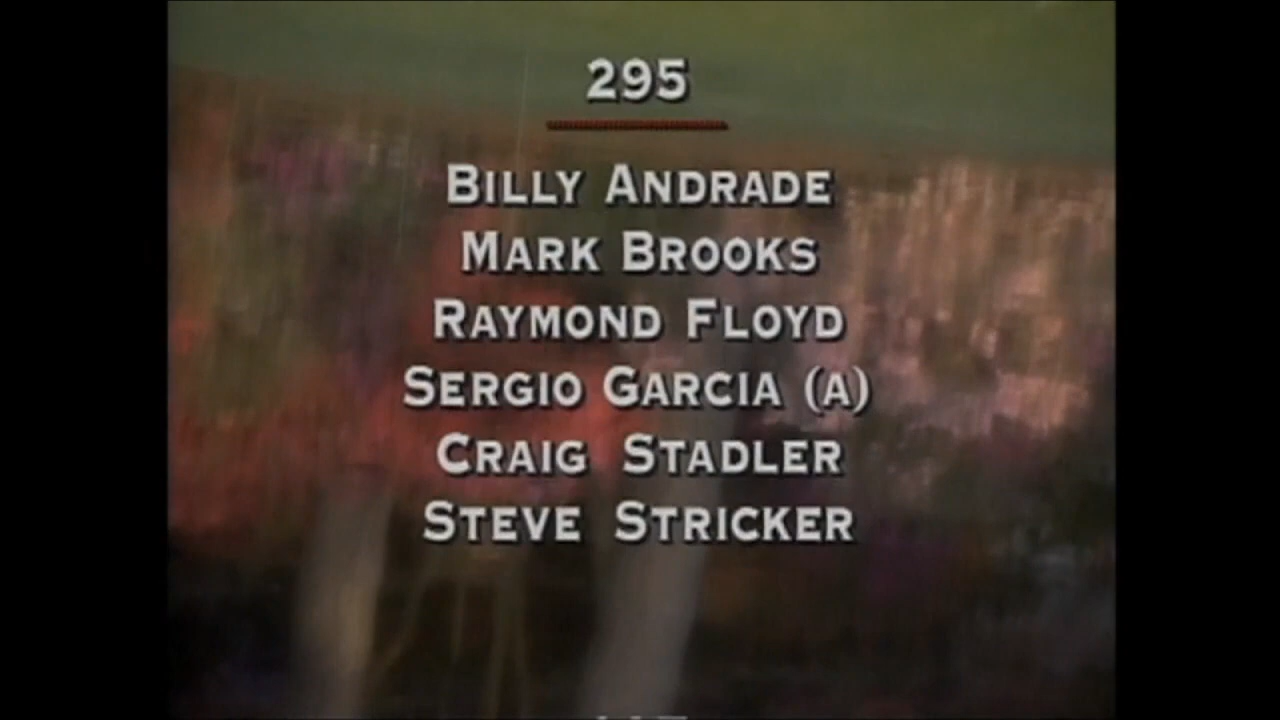 295
BILLY ANDRADE
MARK BROOKS
RAYMOND FLOYD
SERGIO GARCIA (A)
CRAIG STADLER
STEVE STRICKER